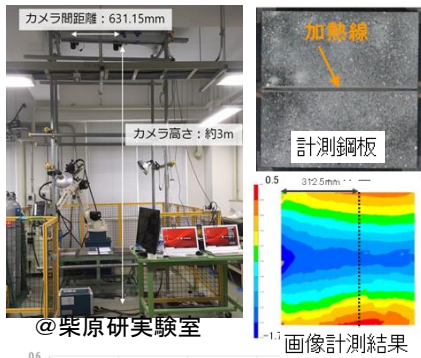 カメラ間距離：631.15mm
カメラ高さ：約3m
@柴原研実験室
加熱線
計測鋼板
0.5
312.5mm
画像計測結果
0.6